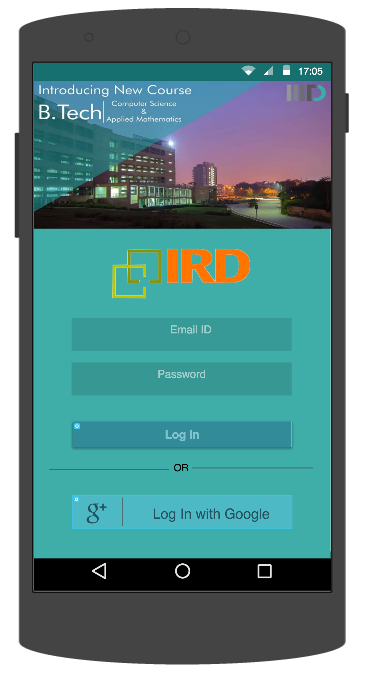 17:05
Introducing New Course
B.Tech
Computer Science
&
Applied Mathematics
IIID
IRD
Email ID
Password
Log In
OR
g+
Log In with Google